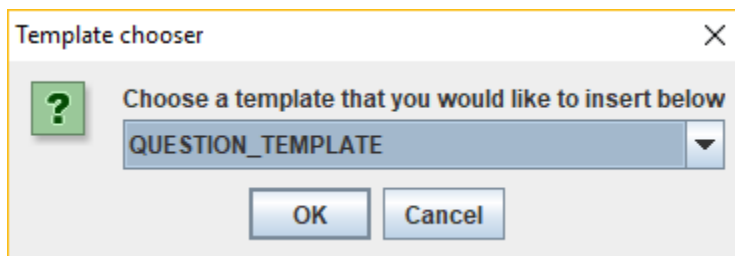 Template chooser
?
Choose a template that you would like to insert below
QUESTION_TEMPLATE
OK
Cancel